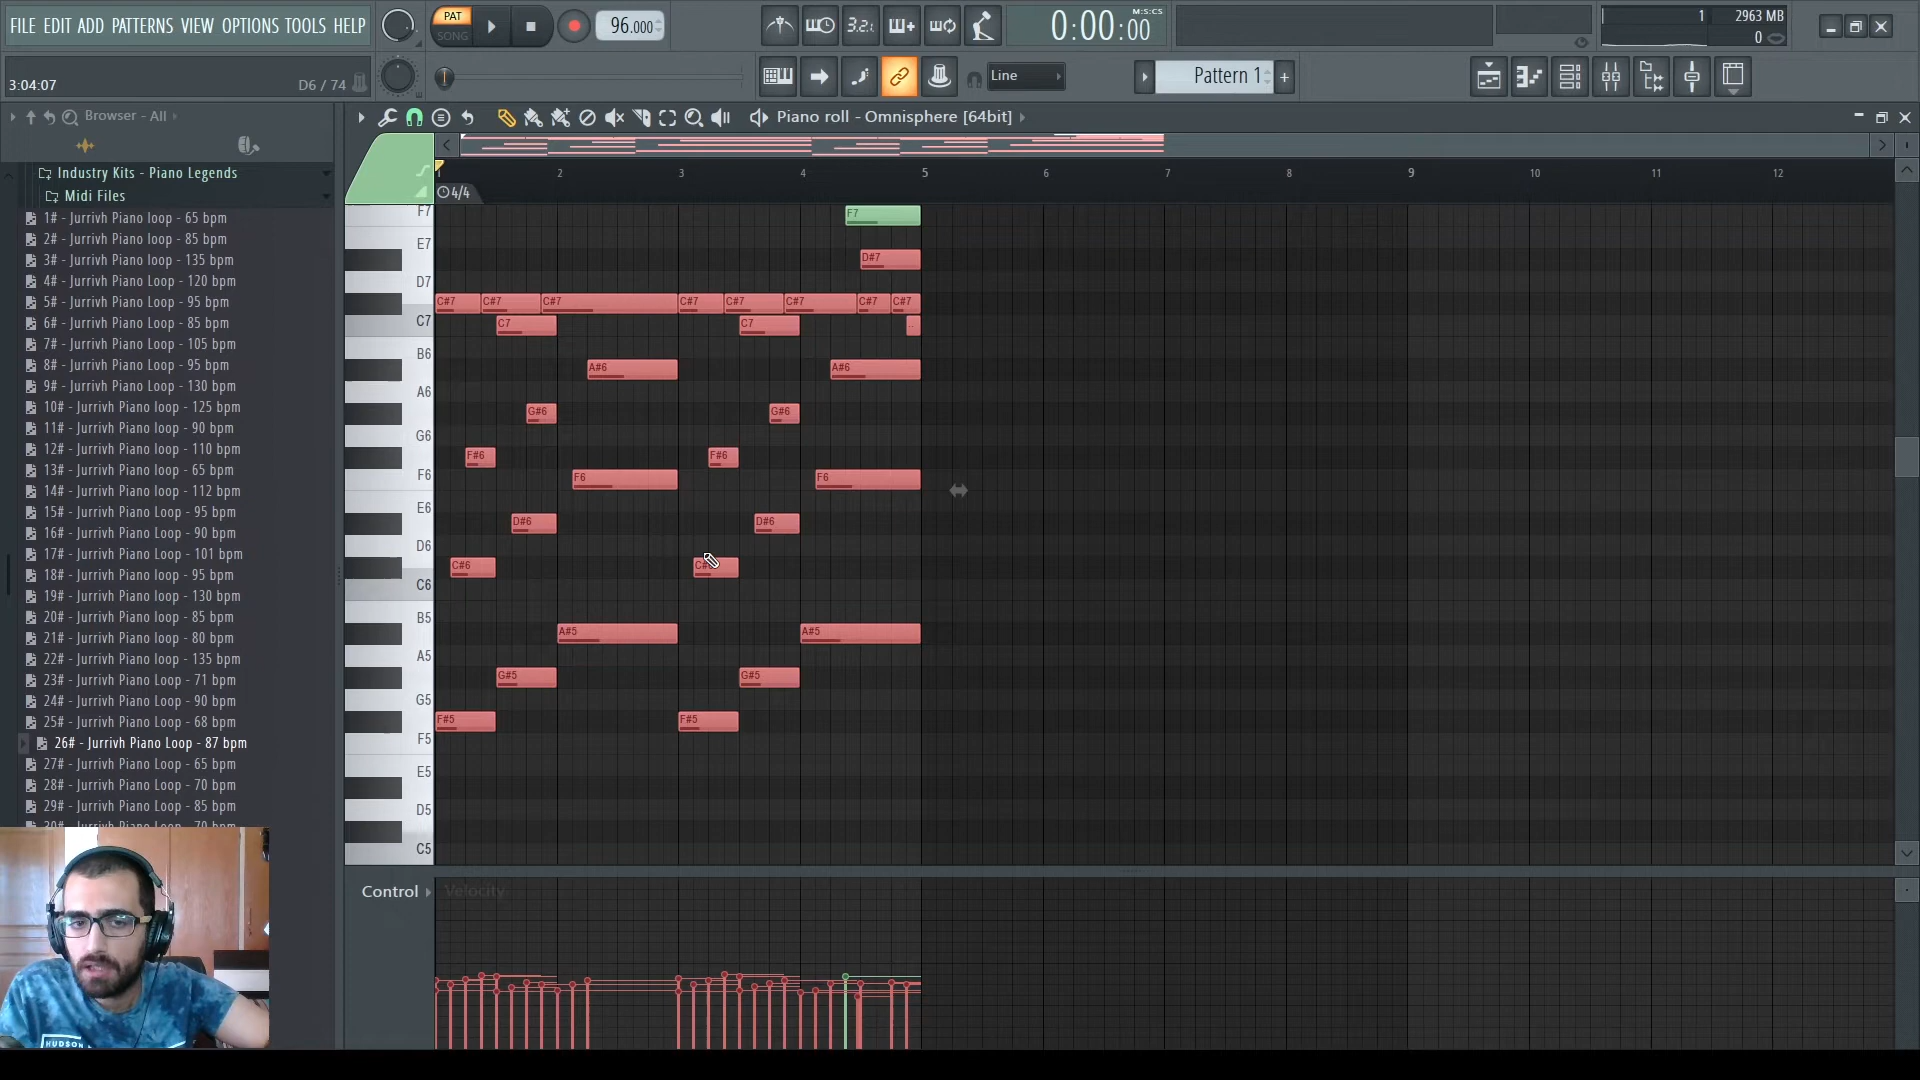 FILE EDIT ADD PATTERNS VIEW OPTIONS TOOLS HELP
PAT
SONG
96.000
3.2.1
0:00:00
M:S:CS
1
2963 MB
0
3:04:07
D6 / 74
Line
Pattern 1
+
Browser - All
Piano roll - Omnisphere [64bit]
Industry Kits - Piano Legends
Midi Files
1# - Jurrivh Piano loop - 65 bpm
2# - Jurrivh Piano loop - 85 bpm
3# - Jurrivh Piano loop - 135 bpm
4# - Jurrivh Piano Loop - 120 bpm
5# - Jurrivh Piano Loop - 95 bpm
6# - Jurrivh Piano Loop - 85 bpm
7# - Jurrivh Piano loop - 105 bpm
8# - Jurrivh Piano Loop - 95 bpm
9# - Jurrivh Piano Loop - 130 bpm
10# - Jurrivh Piano loop - 125 bpm
11# - Jurrivh Piano loop - 90 bpm
12# - Jurrivh Piano loop - 110 bpm
13# - Jurrivh Piano loop - 65 bpm
14# - Jurrivh Piano loop - 112 bpm
15# - Jurrivh Piano Loop - 95 bpm
16# - Jurrivh Piano loop - 90 bpm
17# - Jurrivh Piano Loop - 101 bpm
18# - Jurrivh Piano Loop - 95 bpm
19# - Jurrivh Piano loop - 130 bpm
20# - Jurrivh Piano loop - 85 bpm
21# - Jurrivh Piano loop - 80 bpm
22# - Jurrivh Piano loop - 135 bpm
23# - Jurrivh Piano Loop - 71 bpm
24# - Jurrivh Piano Loop - 90 bpm
25# - Jurrivh Piano Loop - 68 bpm
26# - Jurrivh Piano Loop - 87 bpm
27# - Jurrivh Piano Loop - 65 bpm
28# - Jurrivh Piano Loop - 70 bpm
29# - Jurrivh Piano Loop - 85 bpm
30# - Jurrivh Piano Loop - 70 bpm
1 2 3 4 5 6 7 8 9 10 11 12
4/4
F7 F7
E7
D#7
D7
C#7 C#7 C#7 C#7 C#7 C#7 C#7 C#7
C7 C7 C7
B6
A#6 A#6
A6
G#6 G#6
G6
F#6 F#6
F6 F6 F6
E6
D#6 D#6
D6
C#6
C6
B5
A#5 A#5
A5
G#5 G#5
G5
F#5 F#5
F5
E5
D5
C5
Control
Velocity
HUDSON